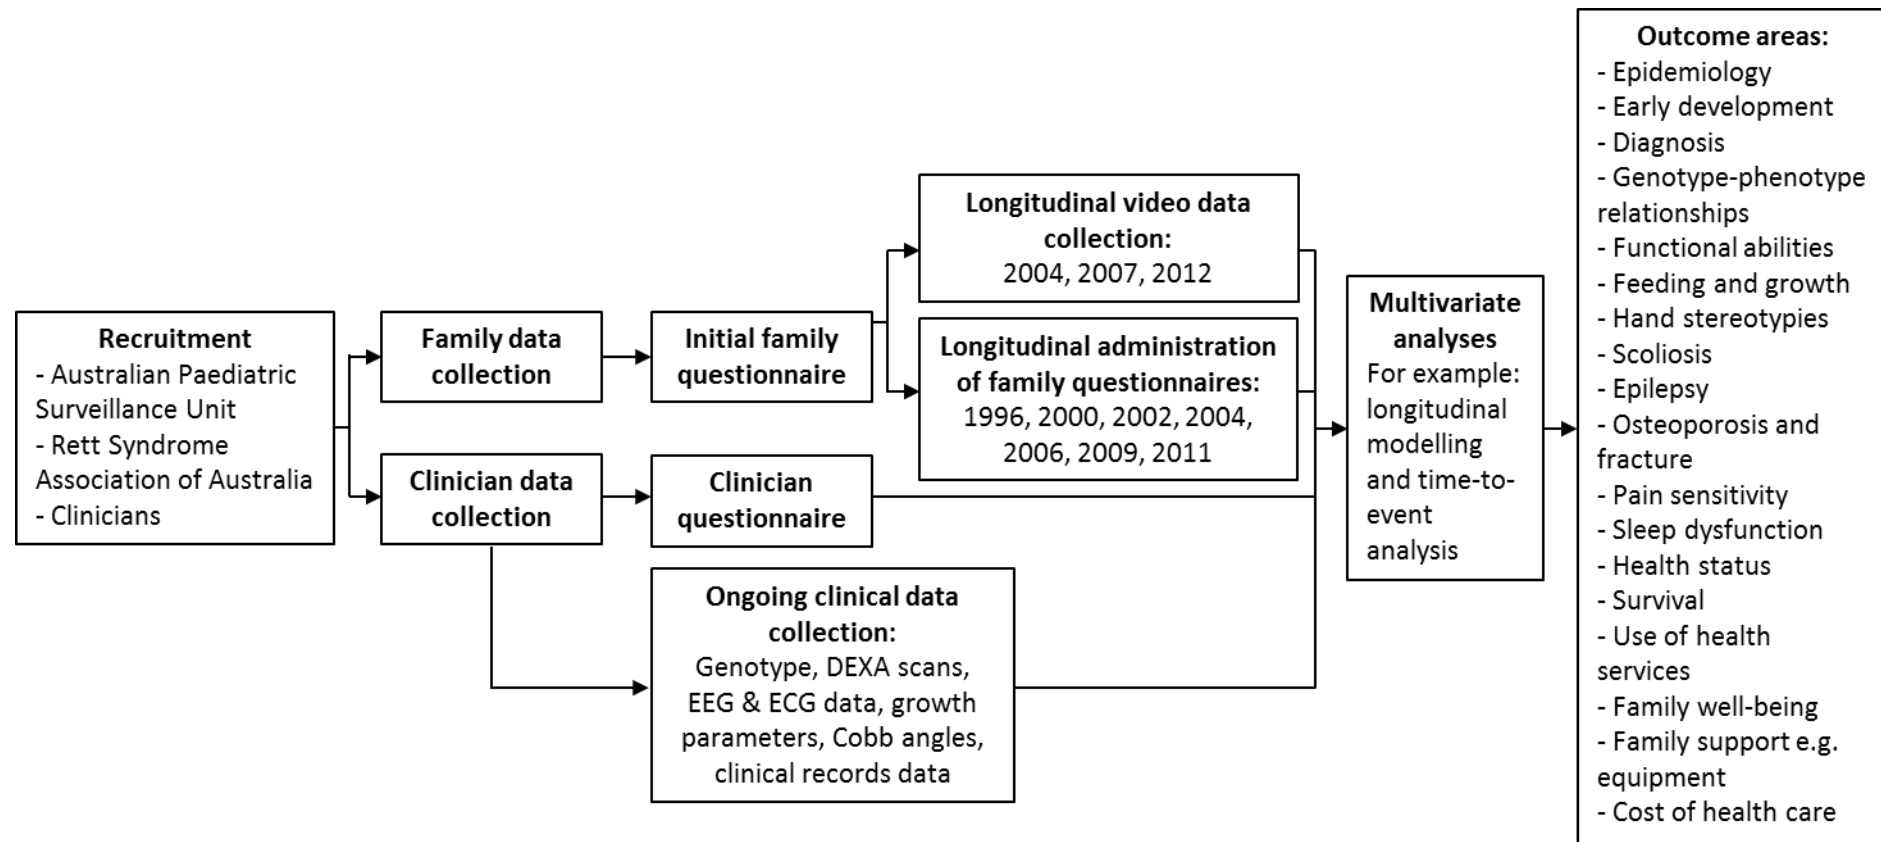 Recruitment
- Australian Paediatric
Surveillance Unit
- Rett Syndrome
Association of Australia
- Clinicians
Family data
collection
Clinician data
collection
Initial family
questionnaire
Clinician
questionnaire
Ongoing clinical data
collection:
Genotype, DEXA scans,
EEG & ECG data, growth
parameters, Cobb angles,
clinical records data
Longitudinal video data
collection:
2004, 2007, 2012
Longitudinal administration
of family questionnaires:
1996, 2000, 2002, 2004,
2006, 2009, 2011
Multivariate
analyses
For example:
longitudinal
modelling
and time-to-
event
analysis
Outcome areas:
- Epidemiology
- Early development
- Diagnosis
- Genotype-phenotype
relationships
- Functional abilities
- Feeding and growth
- Hand stereotypies
- Scoliosis
- Epilepsy
- Osteoporosis and
fracture
- Pain sensitivity
- Sleep dysfunction
- Health status
- Survival
- Use of health
services
- Family well-being
- Family support e.g.
equipment
- Cost of health care